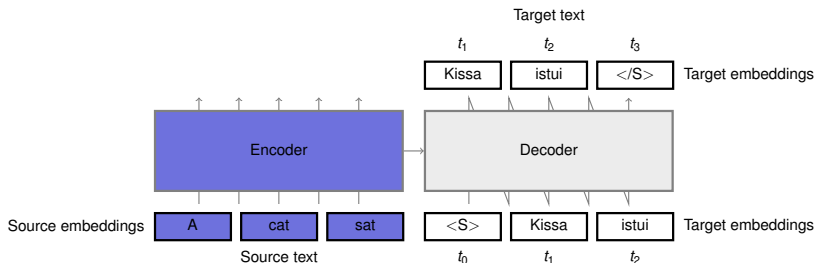 Target text
t1 t2 t3
Kissa istui </S> Target embeddings
Encoder Decoder
Source embeddings A cat sat <S> Kissa istui Target embeddings
Source text t0 t1 t2